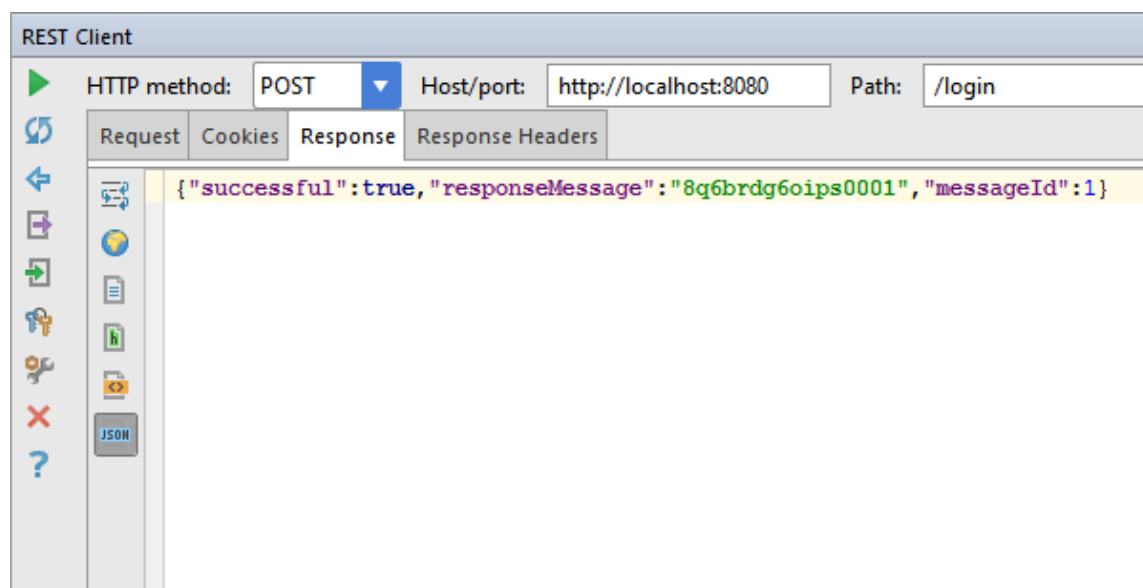 REST Client
HTTP method: POST Host/port: http://localhost:8080 Path: /login
Request Cookies Response Response Headers
{"successful":true,"responseMessage":"8q6brdg6oips0001","messageId":1}
h
<>
JSON
?